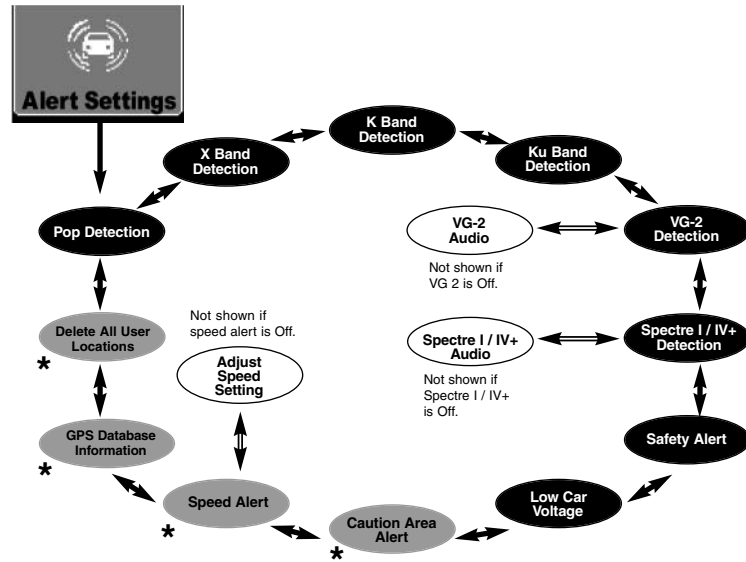 Alert Settings
K Band
Detection
X Band
Detection
Ku Band
Detection
Pop Detection
VG-2
Audio
VG-2
Detection
Not shown if
VG 2 is Off.
Not shown if
speed alert is Off.
Delete All User
Locations
*
Spectre I / IV+
Audio
Spectre I / IV+
Detection
Adjust
Speed
Setting
Not shown if
Spectre I / IV+
is Off.
GPS Database
Information
*
Safety Alert
Speed Alert
*
Low Car
Voltage
Caution Area
Alert
*